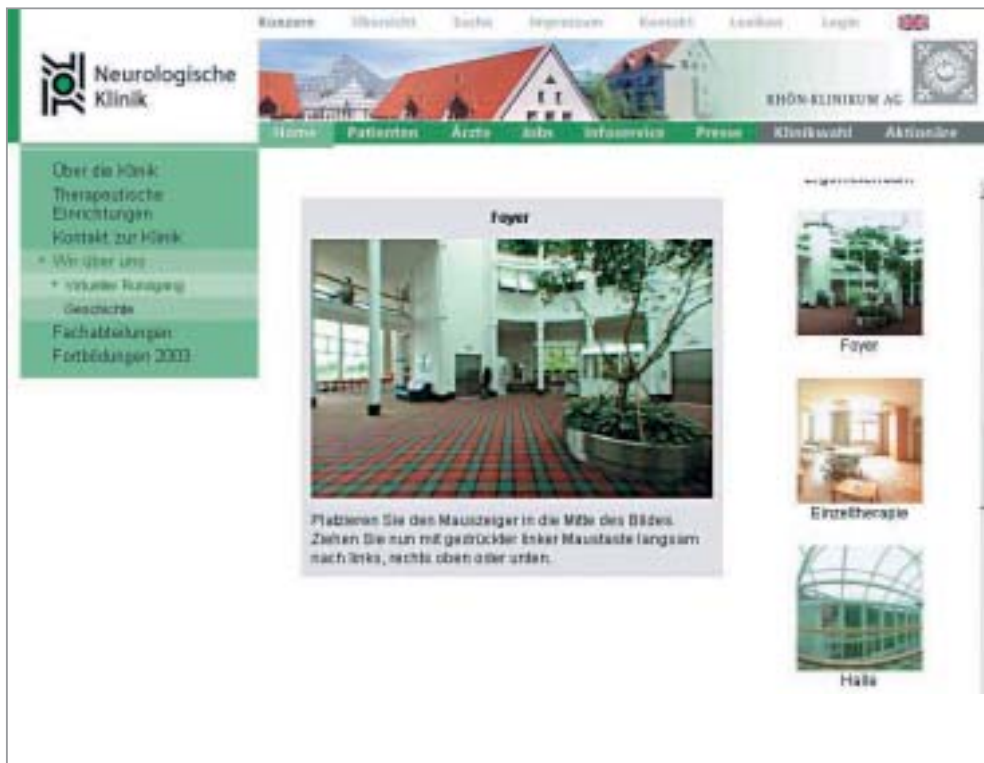 Konzern Übersicht Suche Impressum Kontakt Lexikon Login
Neurologische
Klinik
RHÖN-KLINIKUM AG
Home Patienten Ärzte Jobs Infoservice Presse Klinikwahl Aktionäre
Über die Klinik
Therapeutische
Einrichtungen
Kontakt zur Klinik
Wir über uns
Virtueller Rundgang
Geschichte
Fachabteilungen
Fortbildungen 2003
Foyer
Platzieren Sie den Mauszeiger in die Mitte des Bildes.
Ziehen Sie nun mit gedrückter linker Maustaste langsam
nach links, rechts oben oder unten.
Foyer
Einzeltherapie
Halle